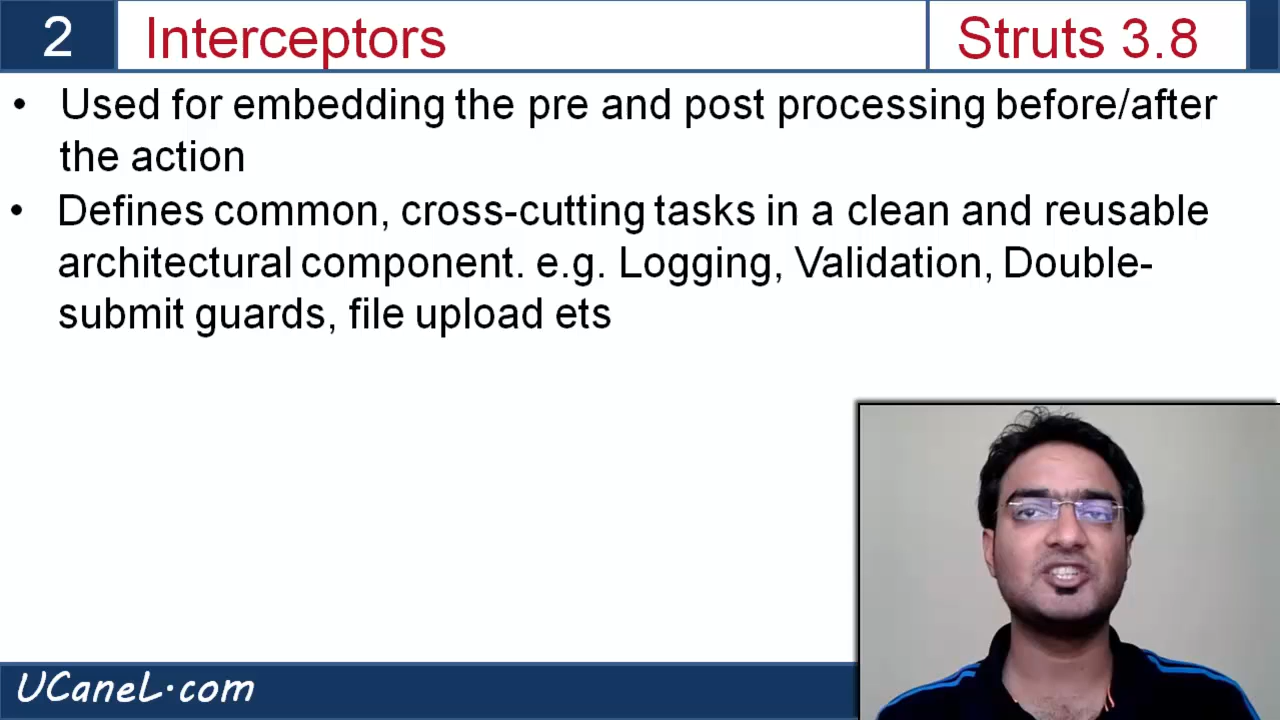 2
Interceptors
Struts 3.8
• Used for embedding the pre and post processing before/after
the action
• Defines common, cross-cutting tasks in a clean and reusable
architectural component. e.g. Logging, Validation, Double-
submit guards, file upload ets
UCaneL.com